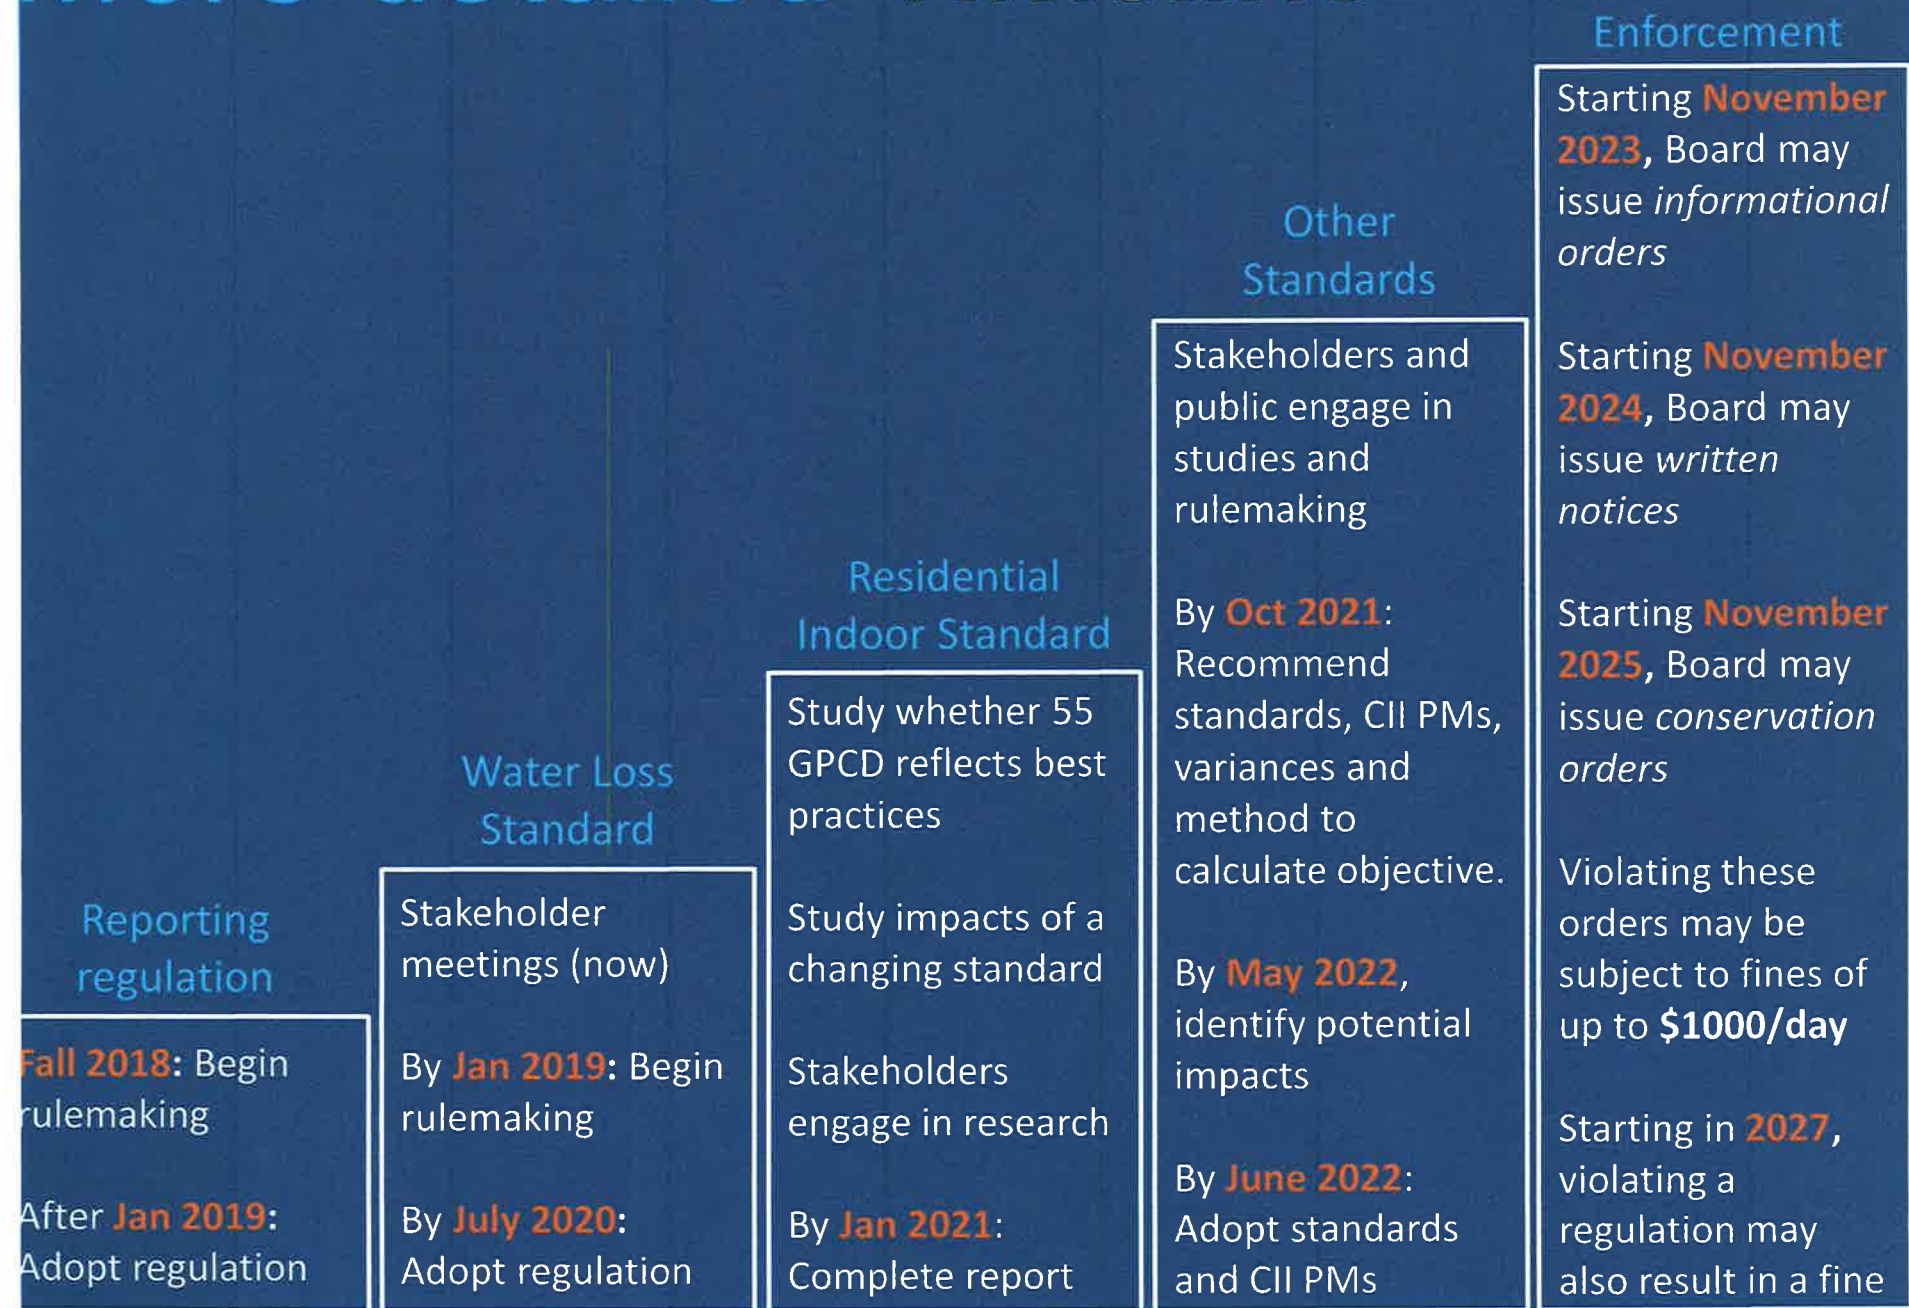 Enforcement
Starting November
2023, Board may
issue informational
orders
Starting November
2024, Board may
issue written
notices
Starting November
2025, Board may
issue conservation
orders
Violating these
orders may be
subject to fines of
up to $1000/day
Starting in 2027,
violating a
regulation may
also result in a fine
Other
Standards
Stakeholders and
public engage in
studies and
rulemaking
By Oct 2021:
Recommend
standards, CII PMs,
variances and
method to
calculate objective.
By May 2022,
identify potential
impacts
By June 2022:
Adopt standards
and CII PMs
Residential
Indoor Standard
Study whether 55
GPCD reflects best
practices
Study impacts of a
changing standard
Stakeholders
engage in research
By Jan 2021:
Complete report
Water Loss
Standard
Stakeholder
meetings (now)
By Jan 2019: Begin
rulemaking
By July 2020:
Adopt regulation
Reporting
regulation
Fall 2018: Begin
rulemaking
After Jan 2019:
Adopt regulation